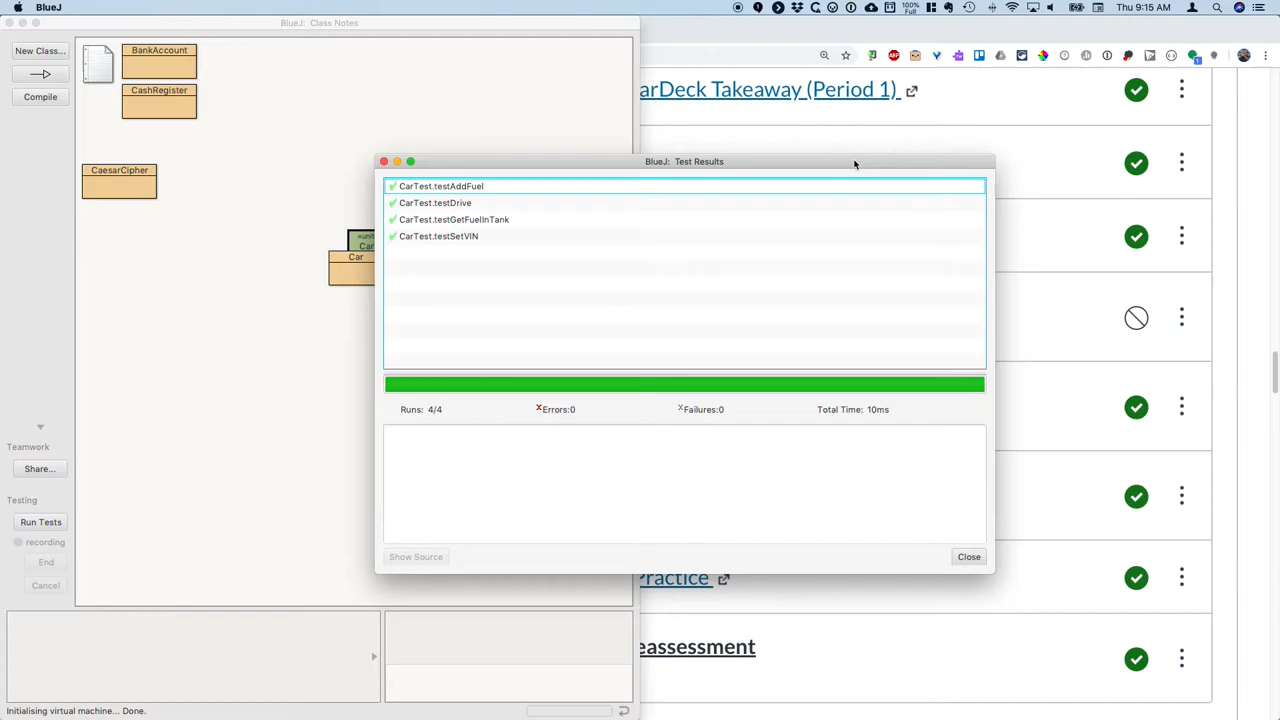 BlueJ
100%
Full
Thu 9:15 AM
BlueJ: Class Notes
New Class...
Compile
BankAccount
CashRegister
CaesarCipher
Car
Car
BlueJ: Test Results
CarTest.testAddFuel
CarTest.testDrive
CarTest.testGetFuelInTank
CarTest.testSetVIN
Runs: 4/4
Errors:0
Failures:0
Total Time: 10ms
Show Source
Close
Teamwork
Share...
Testing
Run Tests
recording
End
Cancel
Initialising virtual machine... Done.
arDeck Takeaway (Period 1)
Practice
eassessment